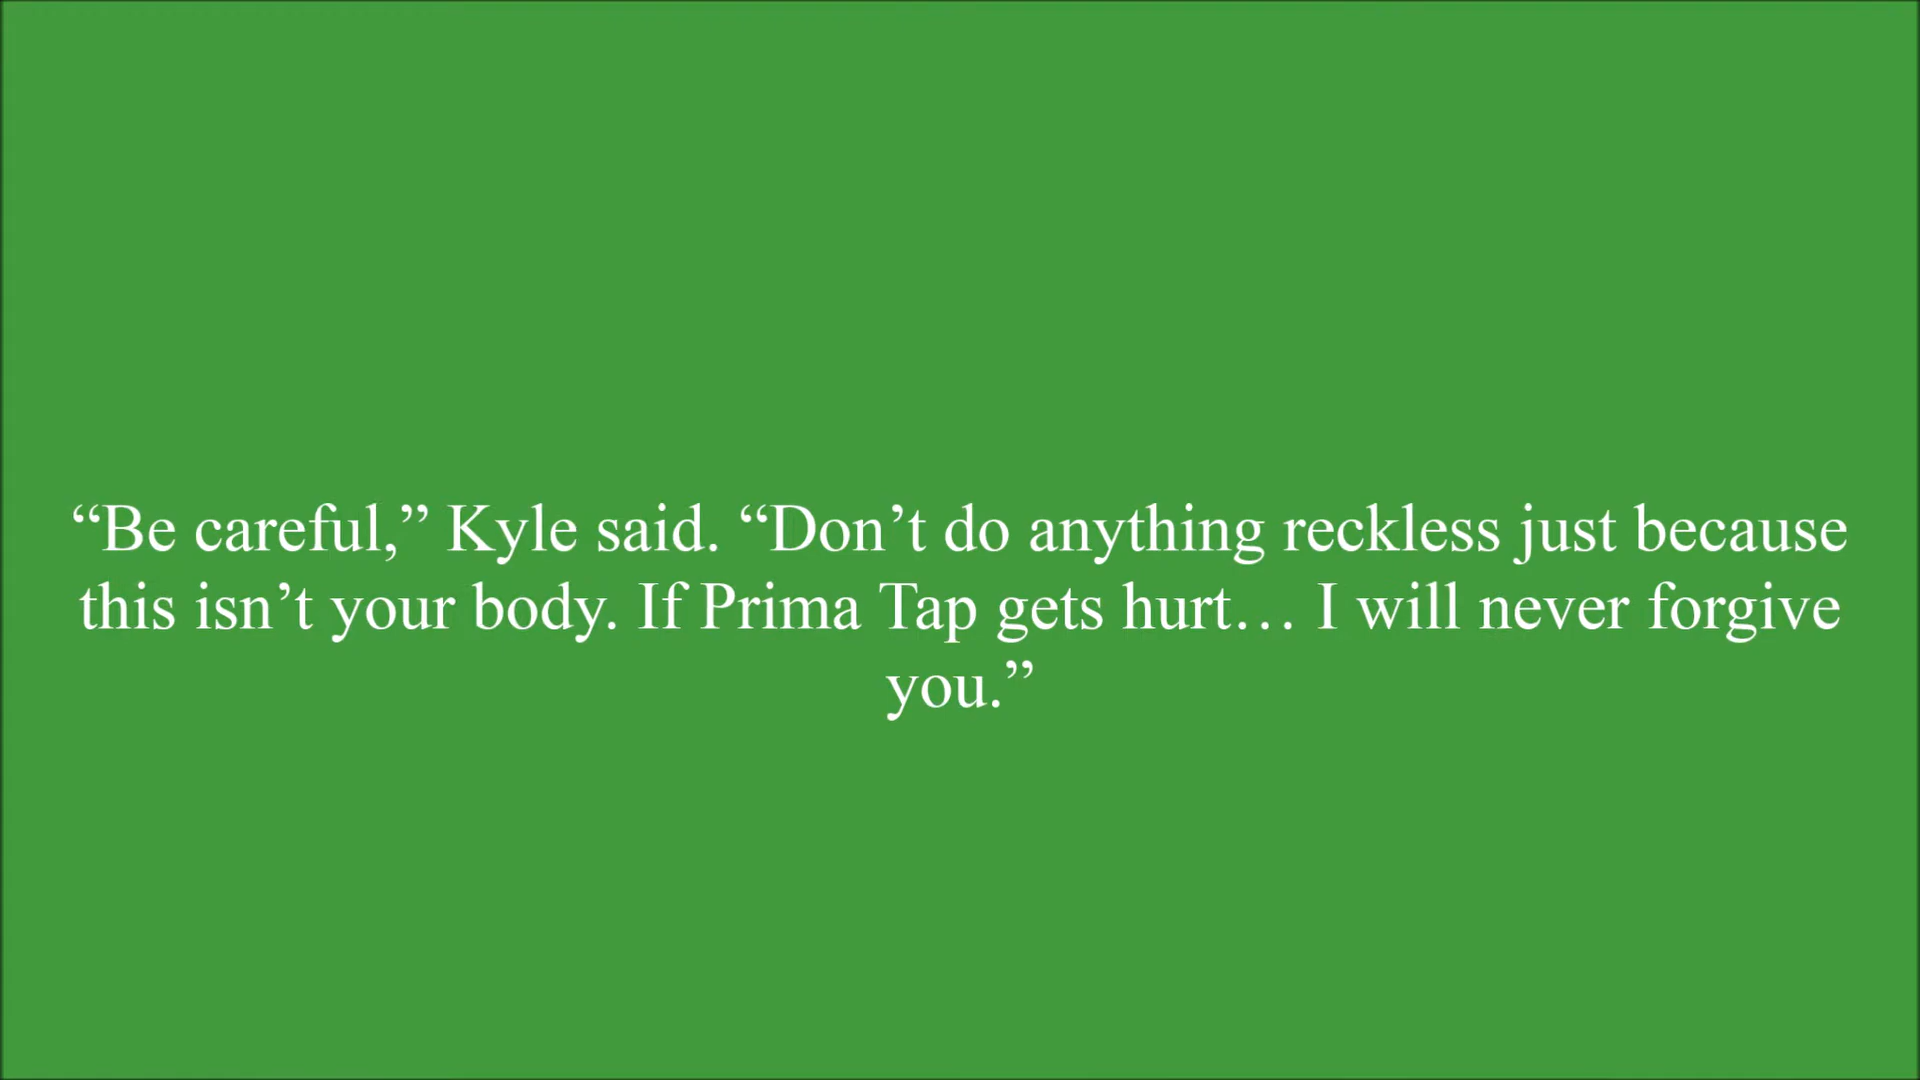 “Be careful,” Kyle said. “Don’t do anything reckless just because
this isn’t your body. If Prima Tap gets hurt… I will never forgive
you.”